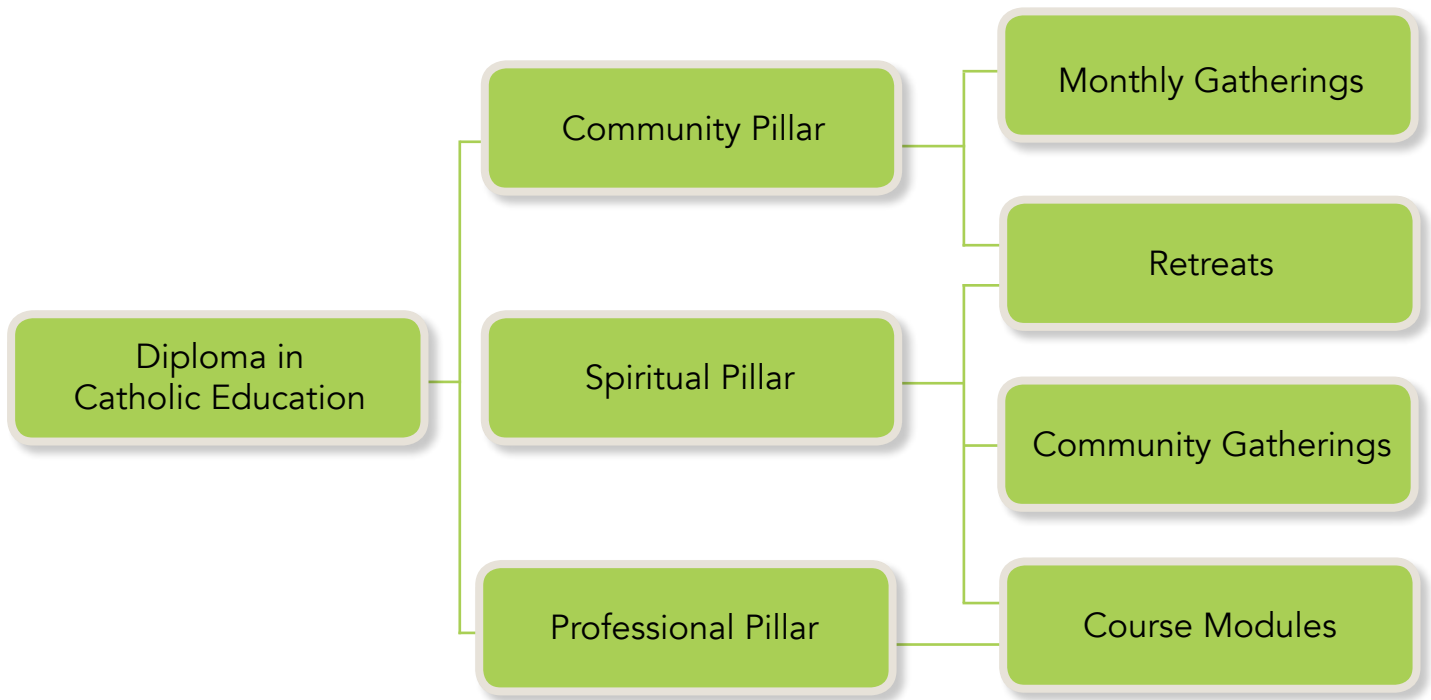 Diploma in
Catholic Education
Community Pillar
Spiritual Pillar
Professional Pillar
Monthly Gatherings
Retreats
Community Gatherings
Course Modules